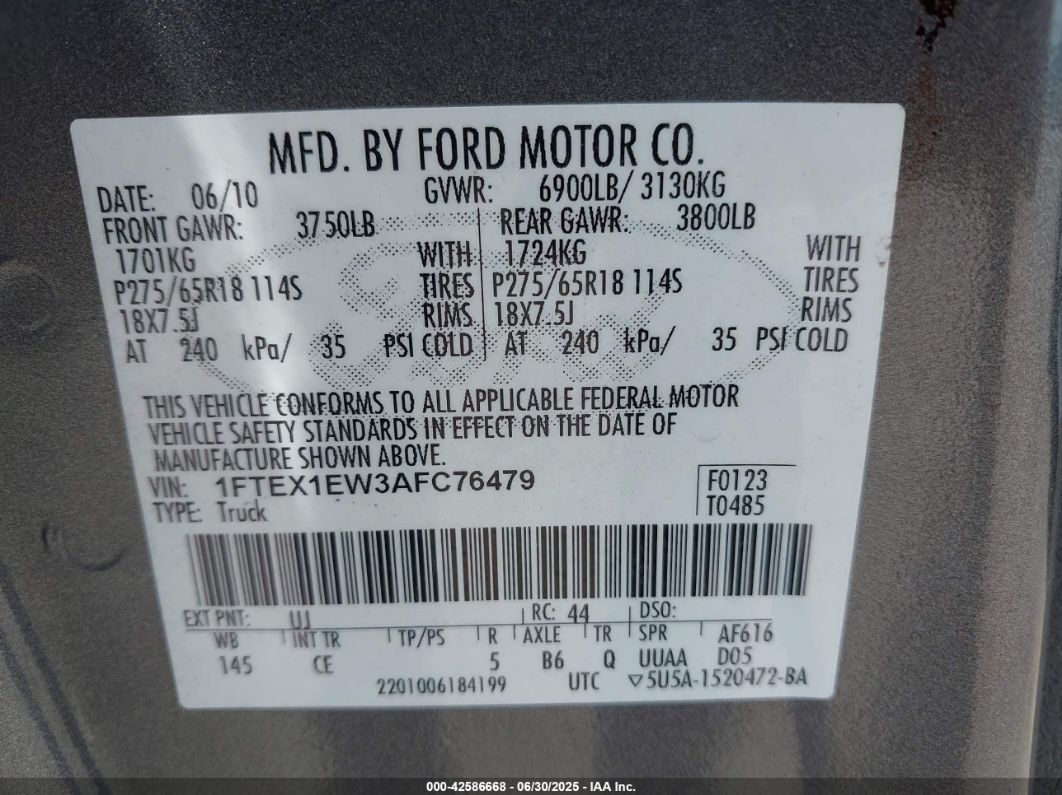 MFD. BY FORD MOTOR CO.
DATE: 06/10 GVWR: 6900LB/ 3130KG
FRONT GAWR: 3750LB REAR GAWR: 3800LB
1701KG WITH 1724KG WITH
P275/65R18 114S TIRES P275/65R18 114S TIRES
18X7.5J RIMS 18X7.5J RIMS
AT 240 kPa/ 35 PSI COLD AT 240 kPa/ 35 PSI COLD
THIS VEHICLE CONFORMS TO ALL APPLICABLE FEDERAL MOTOR
VEHICLE SAFETY STANDARDS IN EFFECT ON THE DATE OF
MANUFACTURE SHOWN ABOVE.
VIN: 1FTEX1EW3AFC76479 F0123
TYPE: Truck T0485
EXT PNT: UJ RC: 44 DSO:
WB INT TR TP/PS R AXLE TR SPR AF616
145 CE 5 B6 Q UUAA D05
2201006184199 UTC ▽5U5A-1520472-BA
000-42586668 - 06/30/2025 - IAA Inc.